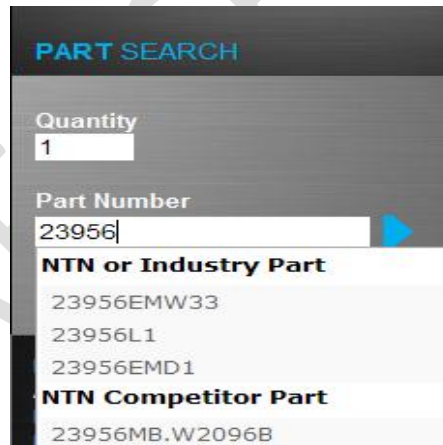 PART SEARCH
Quantity
1
Part Number
23956
NTN or Industry Part
23956EMW33
23956L1
23956EMD1
NTN Competitor Part
23956MB.W2096B